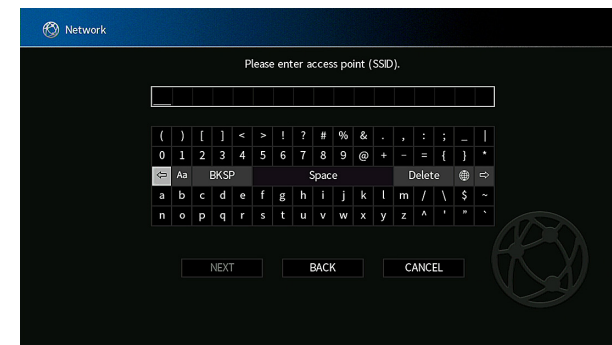 Network
Please enter access point (SSID).
( ) [ ] < > ! ? # % & . , : ; _ |
0 1 2 3 4 5 6 7 8 9 @ + - = { } *
⇦ Aa BKSP Space Delete ⇨
a b c d e f g h i j k l m / \ $ ~
n o p q r s t u v w x y z ^ ' " `
NEXT BACK CANCEL